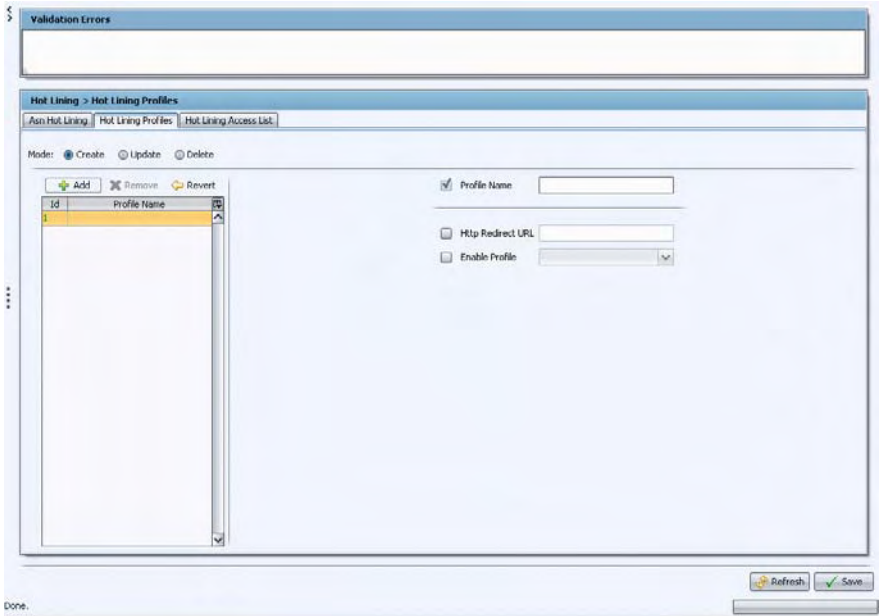 Validation Errors
Hot Lining > Hot Lining Profiles
Asn Hot Lining Hot Lining Profiles Hot Lining Access List
Mode: Create Update Delete
Add Remove Revert
Id Profile Name
1
Profile Name
Http Redirect URL
Enable Profile
Refresh Save
Done.